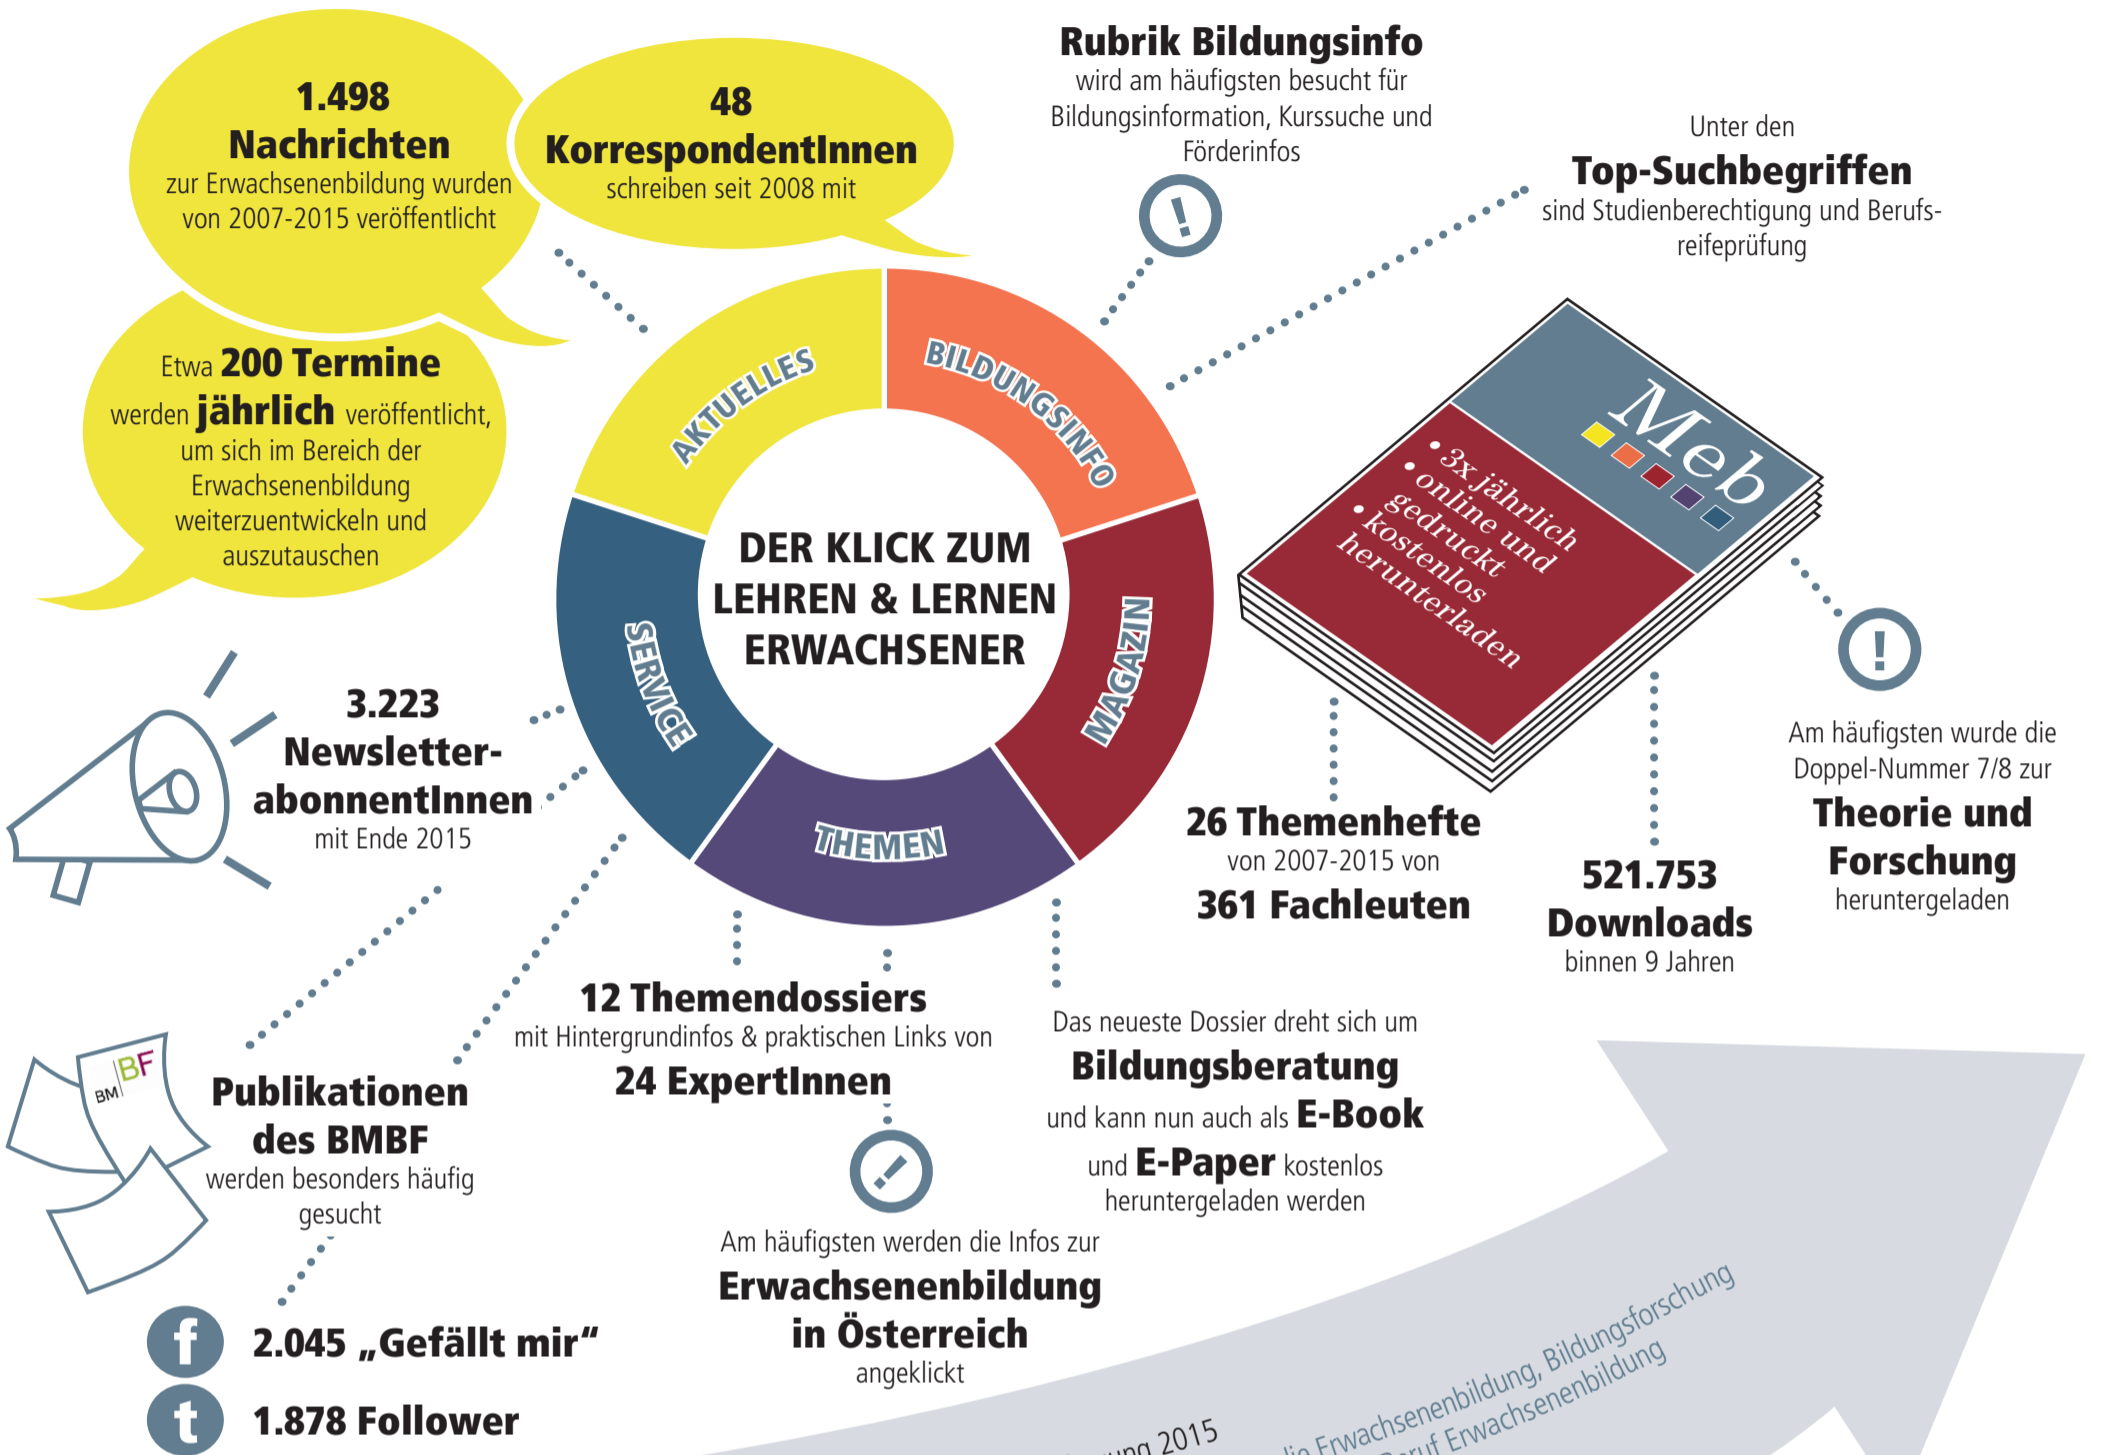 1.498
Nachrichten
zur Erwachsenenbildung wurden
von 2007-2015 veröffentlicht
48
KorrespondentInnen
schreiben seit 2008 mit
Rubrik Bildungsinfo
wird am häufigsten besucht für
Bildungsinformation, Kurssuche und
Förderinfos
!
Unter den
Top-Suchbegriffen
sind Studienberechtigung und Berufs-
reifeprüfung
Etwa 200 Termine
werden jährlich veröffentlicht,
um sich im Bereich der
Erwachsenenbildung
weiterzuentwickeln und
auszutauschen
AKTUELLES
BILDUNGSINFO
MAGAZIN
THEMEN
SERVICE
DER KLICK ZUM
LEHREN & LERNEN
ERWACHSENER
Meb
• 3x jährlich
• online und
gedruckt
• kostenlos
herunterladen
!
Am häufigsten wurde die
Doppel-Nummer 7/8 zur
Theorie und
Forschung
heruntergeladen
3.223
Newsletter-
abonnentInnen
mit Ende 2015
26 Themenhefte
von 2007-2015 von
361 Fachleuten
521.753
Downloads
binnen 9 Jahren
12 Themendossiers
mit Hintergrundinfos & praktischen Links von
24 ExpertInnen
Das neueste Dossier dreht sich um
Bildungsberatung
und kann nun auch als E-Book
und E-Paper kostenlos
heruntergeladen werden
BMBF
Publikationen
des BMBF
werden besonders häufig
gesucht
!
Am häufigsten werden die Infos zur
Erwachsenenbildung
in Österreich
angeklickt
f
2.045 „Gefällt mir“
t
1.878 Follower
2015
Erwachsenenbildung, Bildungsforschung
Beruf Erwachsenenbildung